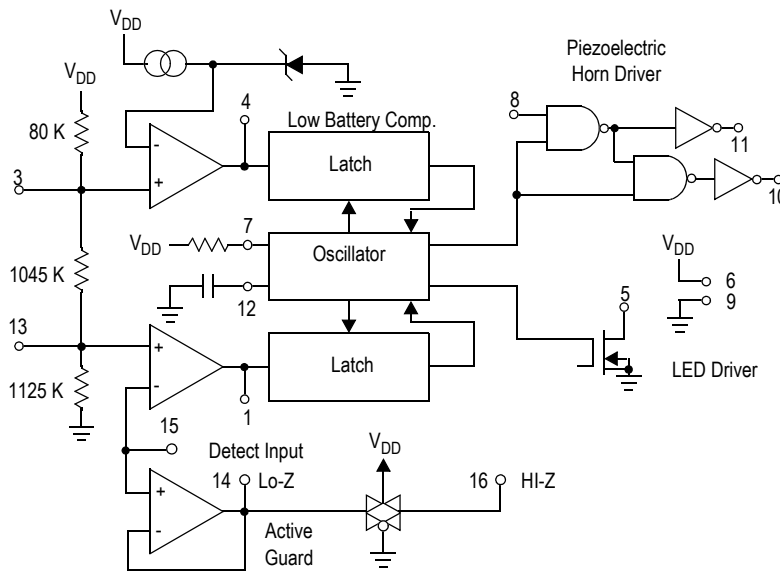 VDD
Piezoelectric
Horn Driver
VDD
4
8
80 K
Low Battery Comp.
-
Latch
11
+
3
10
7
VDD
Oscillator
VDD
1045 K
6
12
5
9
13
+
Latch
-
LED Driver
1125 K
1
15
VDD
Detect Input
14
Lo-Z
16
HI-Z
+
-
Active
Guard